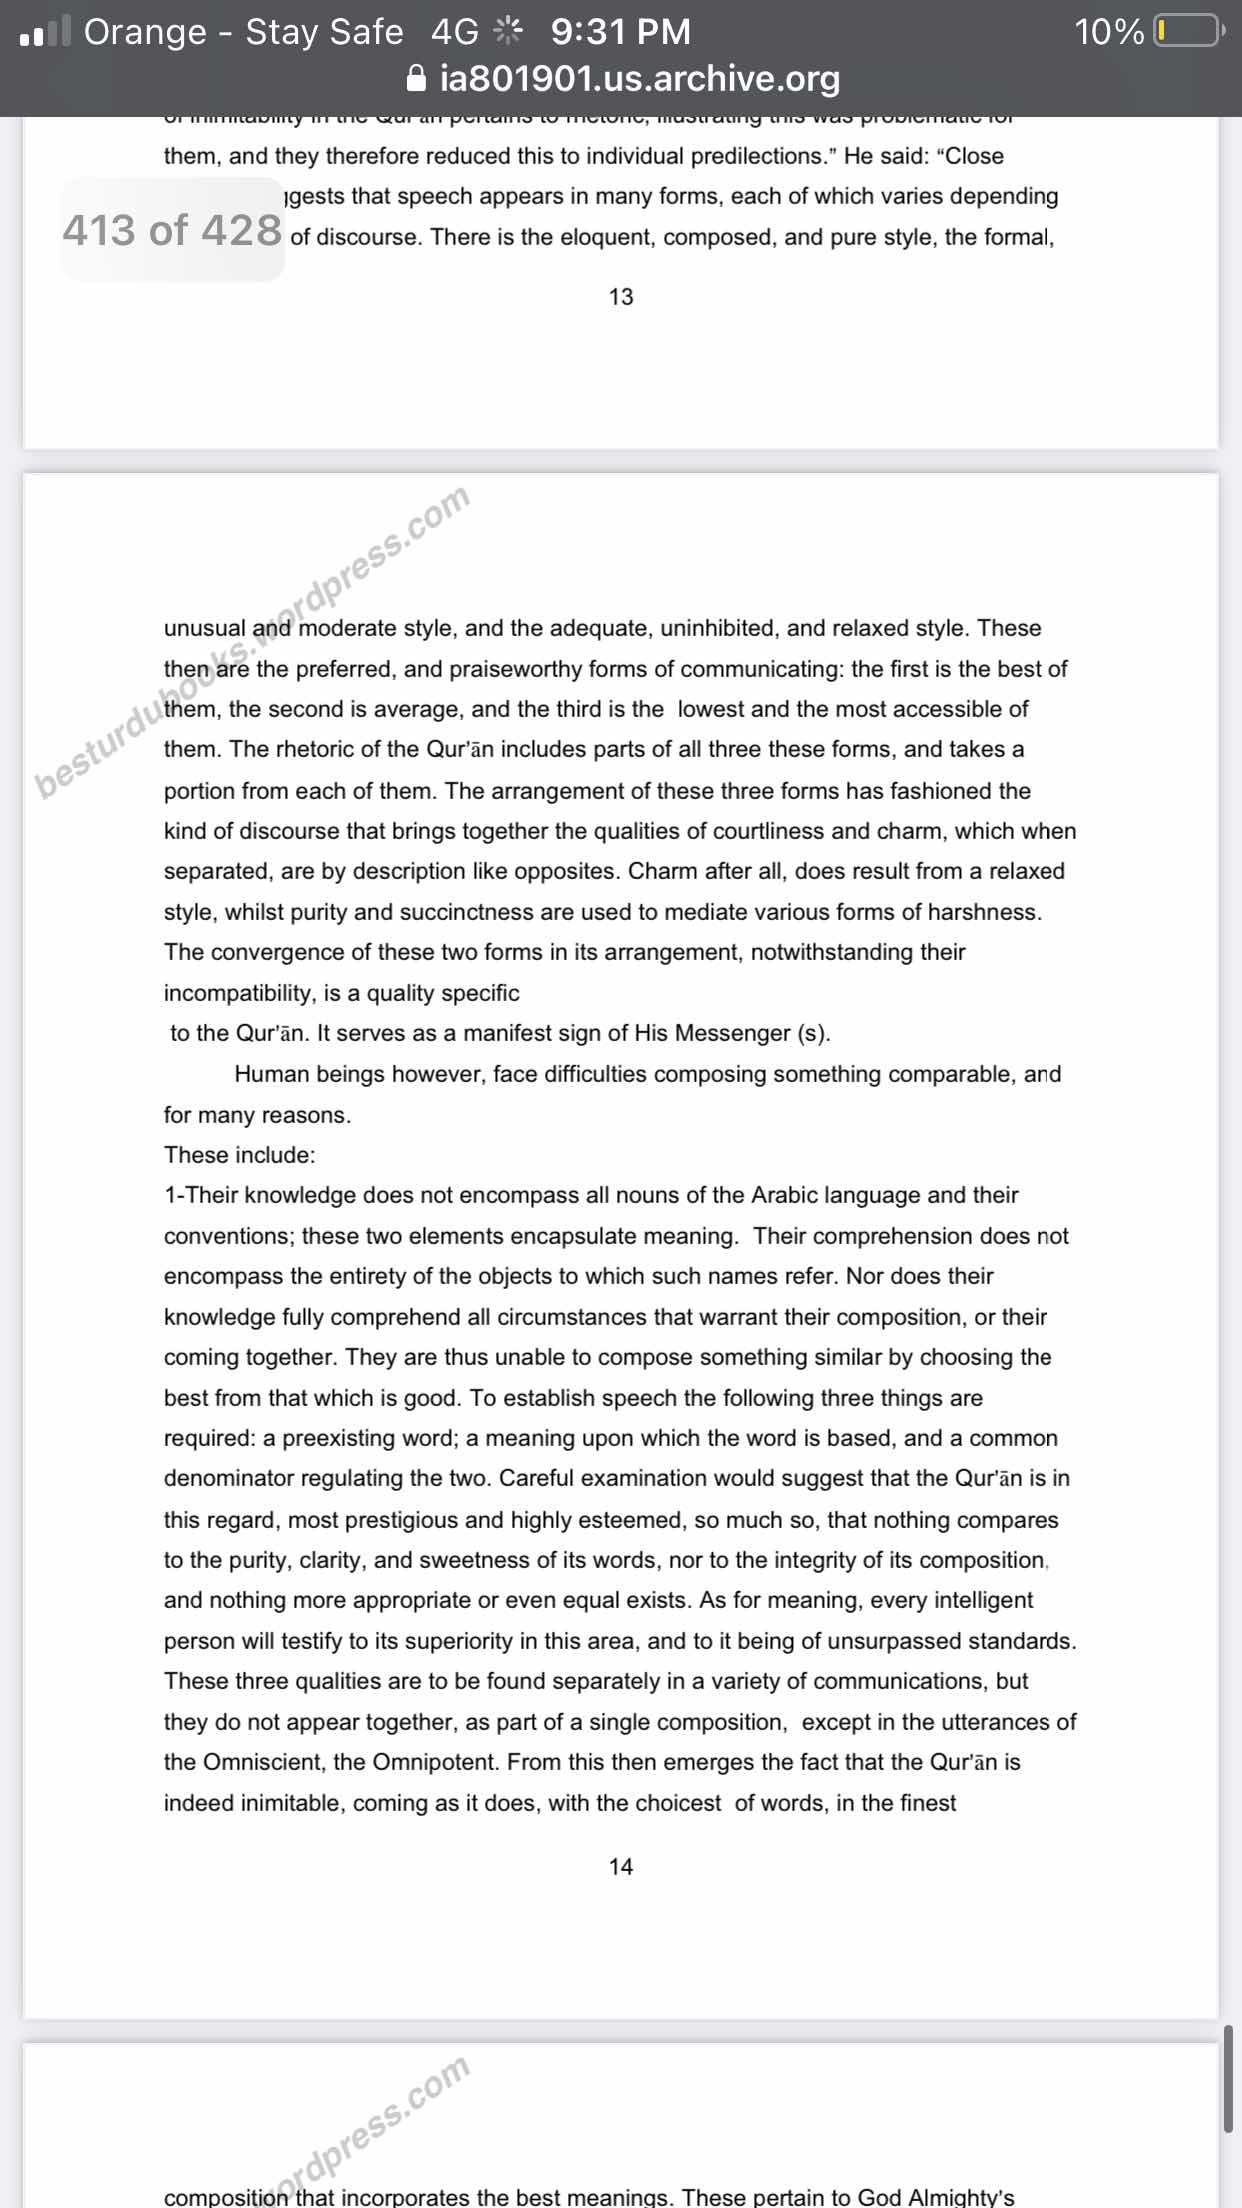 Orange - Stay Safe 4G 9:31 PM 10%
ia801901.us.archive.org
of inimitability in the Qur'ān pertains to rhetoric, illustrating this was problematic for
them, and they therefore reduced this to individual predilections.” He said: “Close
ggests that speech appears in many forms, each of which varies depending
413 of 428
of discourse. There is the eloquent, composed, and pure style, the formal,
13
besturdubooks.wordpress.com
unusual and moderate style, and the adequate, uninhibited, and relaxed style. These
then are the preferred, and praiseworthy forms of communicating: the first is the best of
them, the second is average, and the third is the lowest and the most accessible of
them. The rhetoric of the Qur'ān includes parts of all three these forms, and takes a
portion from each of them. The arrangement of these three forms has fashioned the
kind of discourse that brings together the qualities of courtliness and charm, which when
separated, are by description like opposites. Charm after all, does result from a relaxed
style, whilst purity and succinctness are used to mediate various forms of harshness.
The convergence of these two forms in its arrangement, notwithstanding their
incompatibility, is a quality specific
to the Qur'ān. It serves as a manifest sign of His Messenger (s).
Human beings however, face difficulties composing something comparable, and
for many reasons.
These include:
1-Their knowledge does not encompass all nouns of the Arabic language and their
conventions; these two elements encapsulate meaning. Their comprehension does not
encompass the entirety of the objects to which such names refer. Nor does their
knowledge fully comprehend all circumstances that warrant their composition, or their
coming together. They are thus unable to compose something similar by choosing the
best from that which is good. To establish speech the following three things are
required: a preexisting word; a meaning upon which the word is based, and a common
denominator regulating the two. Careful examination would suggest that the Qur'ān is in
this regard, most prestigious and highly esteemed, so much so, that nothing compares
to the purity, clarity, and sweetness of its words, nor to the integrity of its composition,
and nothing more appropriate or even equal exists. As for meaning, every intelligent
person will testify to its superiority in this area, and to it being of unsurpassed standards.
These three qualities are to be found separately in a variety of communications, but
they do not appear together, as part of a single composition, except in the utterances of
the Omniscient, the Omnipotent. From this then emerges the fact that the Qur'ān is
indeed inimitable, coming as it does, with the choicest of words, in the finest
14
wordpress.com
composition that incorporates the best meanings. These pertain to God Almighty's